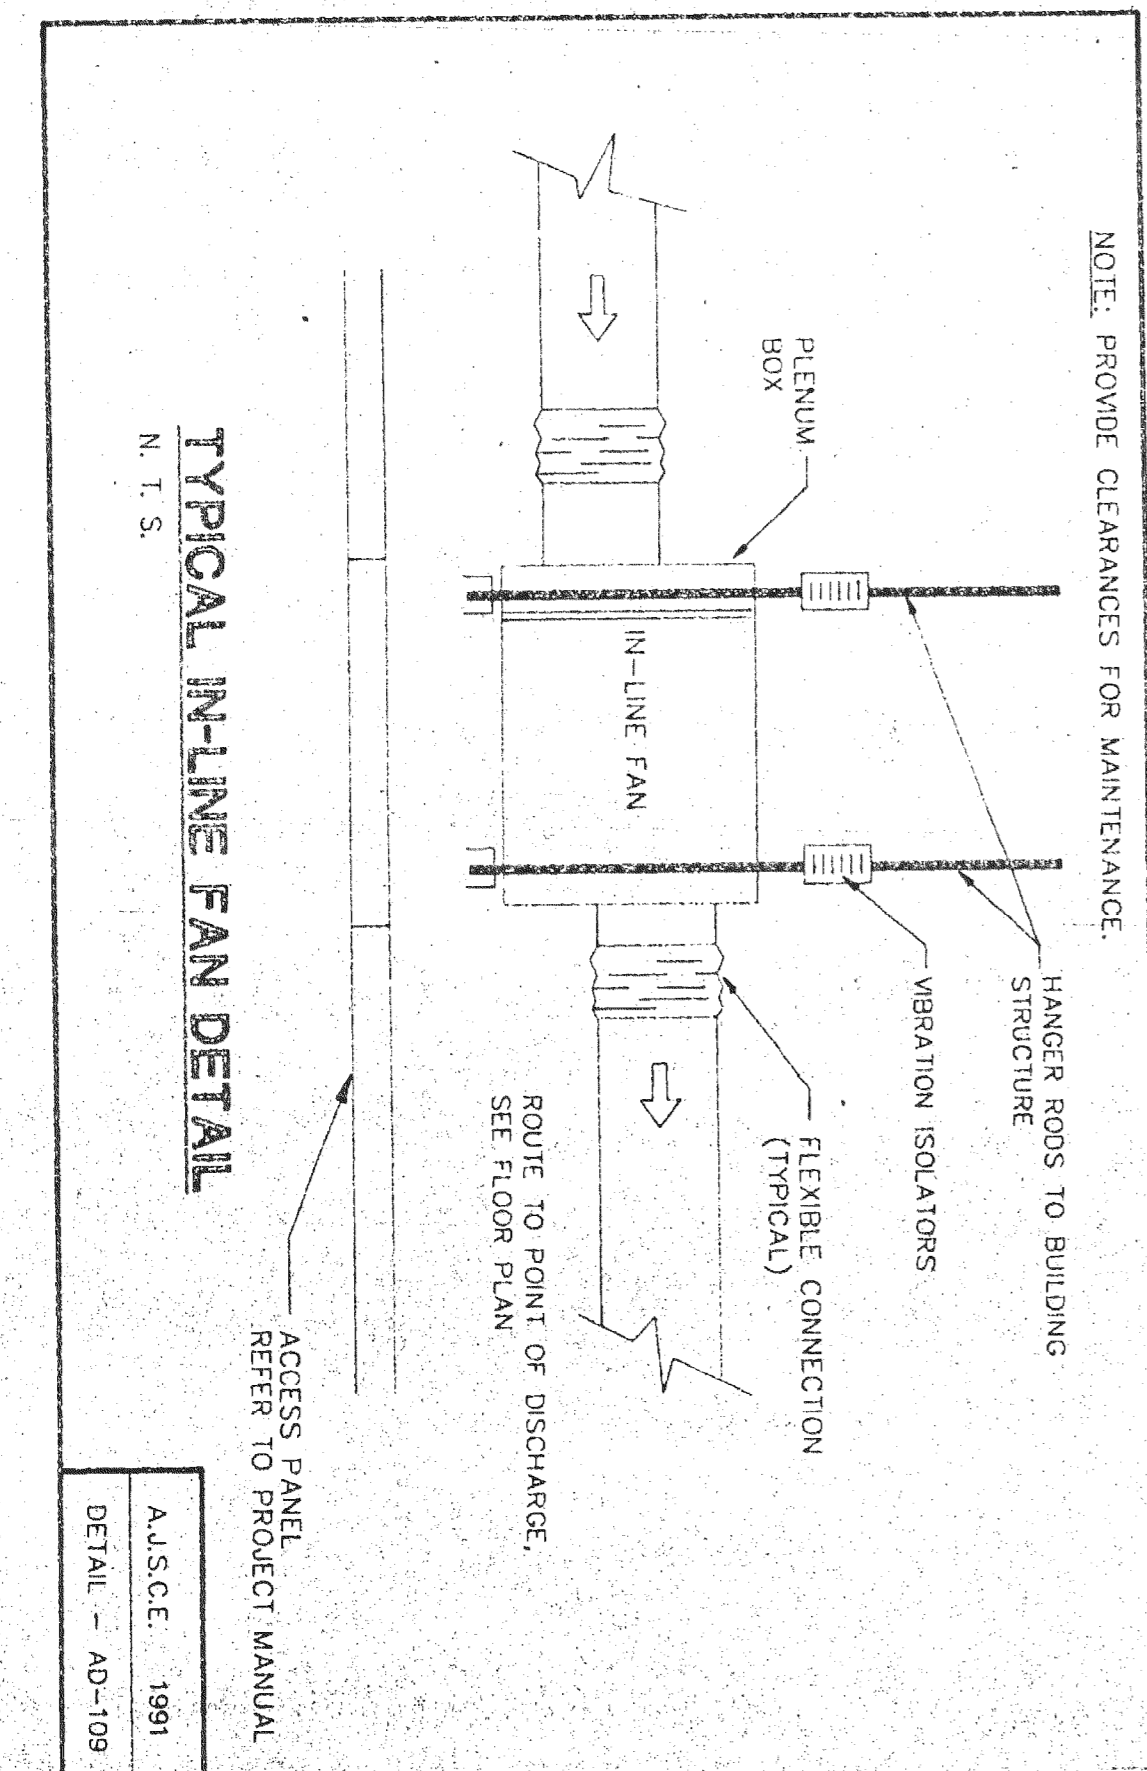 NOTE: PROVIDE CLEARANCES FOR MAINTENANCE.
HANGER RODS TO BUILDING
STRUCTURE
VIBRATION ISOLATORS
PLENUM
BOX
FLEXIBLE CONNECTION
(TYPICAL)
IN-LINE FAN
ROUTE TO POINT OF DISCHARGE,
SEE FLOOR PLAN
ACCESS PANEL
REFER TO PROJECT MANUAL
TYPICAL IN-LINE FAN DETAIL
N. T. S.
A.J.S.C.E. 1991
DETAIL - AD-109